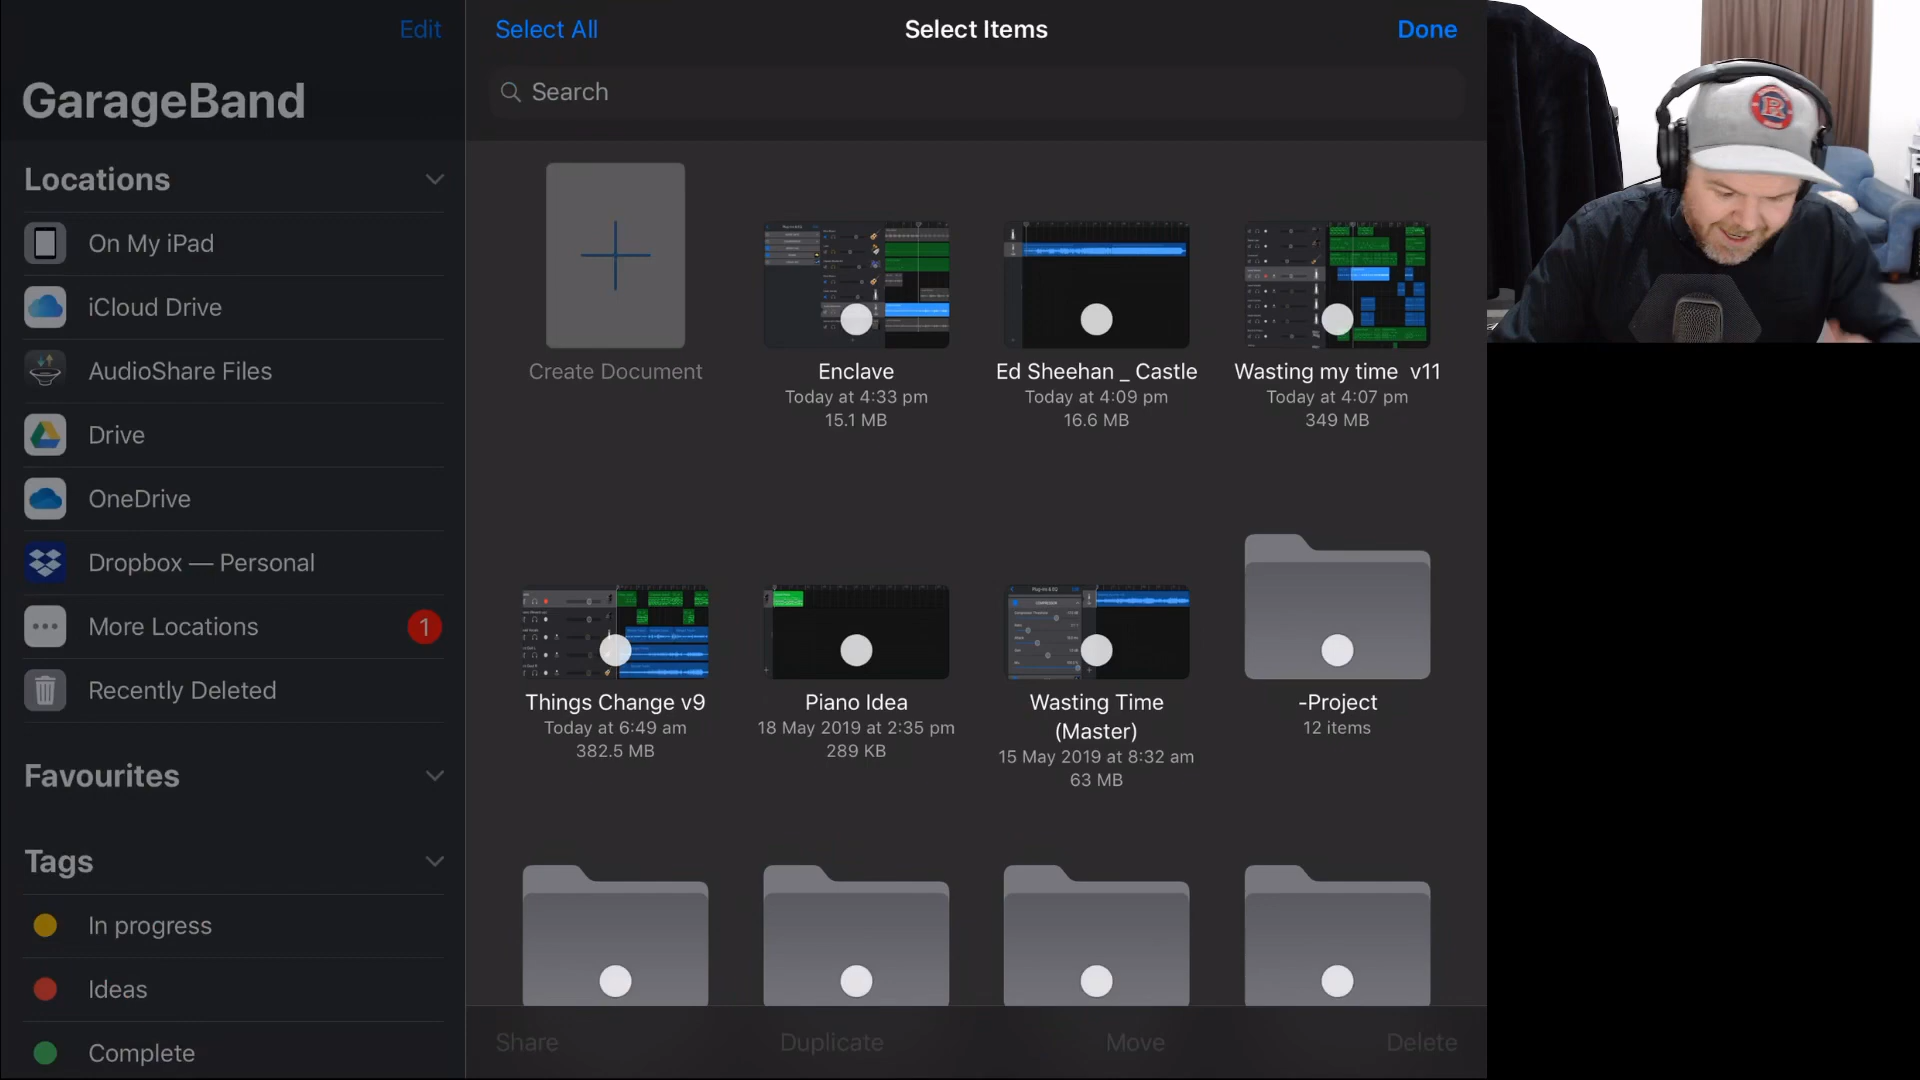 Edit
Select All
Select Items
Done
GarageBand
Search
Locations
On My iPad
iCloud Drive
AudioShare Files
Drive
OneDrive
Dropbox — Personal
More Locations
1
Recently Deleted
Favourites
Tags
In progress
Ideas
Complete
Create Document
Enclave
Today at 4:33 pm
15.1 MB
Ed Sheehan _ Castle
Today at 4:09 pm
16.6 MB
Wasting my time v11
Today at 4:07 pm
349 MB
Things Change v9
Today at 6:49 am
382.5 MB
Piano Idea
18 May 2019 at 2:35 pm
289 KB
Wasting Time
(Master)
15 May 2019 at 8:32 am
63 MB
-Project
12 items
Share
Duplicate
Move
Delete